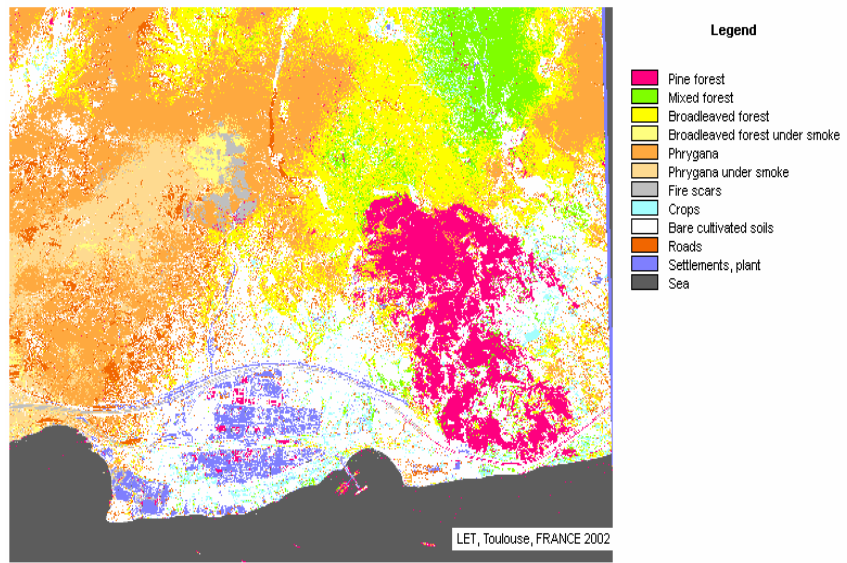 Legend
Pine forest
Mixed forest
Broadleaved forest
Broadleaved forest under smoke
Phrygana
Phrygana under smoke
Fire scars
Crops
Bare cultivated soils
Roads
Settlements, plant
Sea
LET, Toulouse, FRANCE 2002